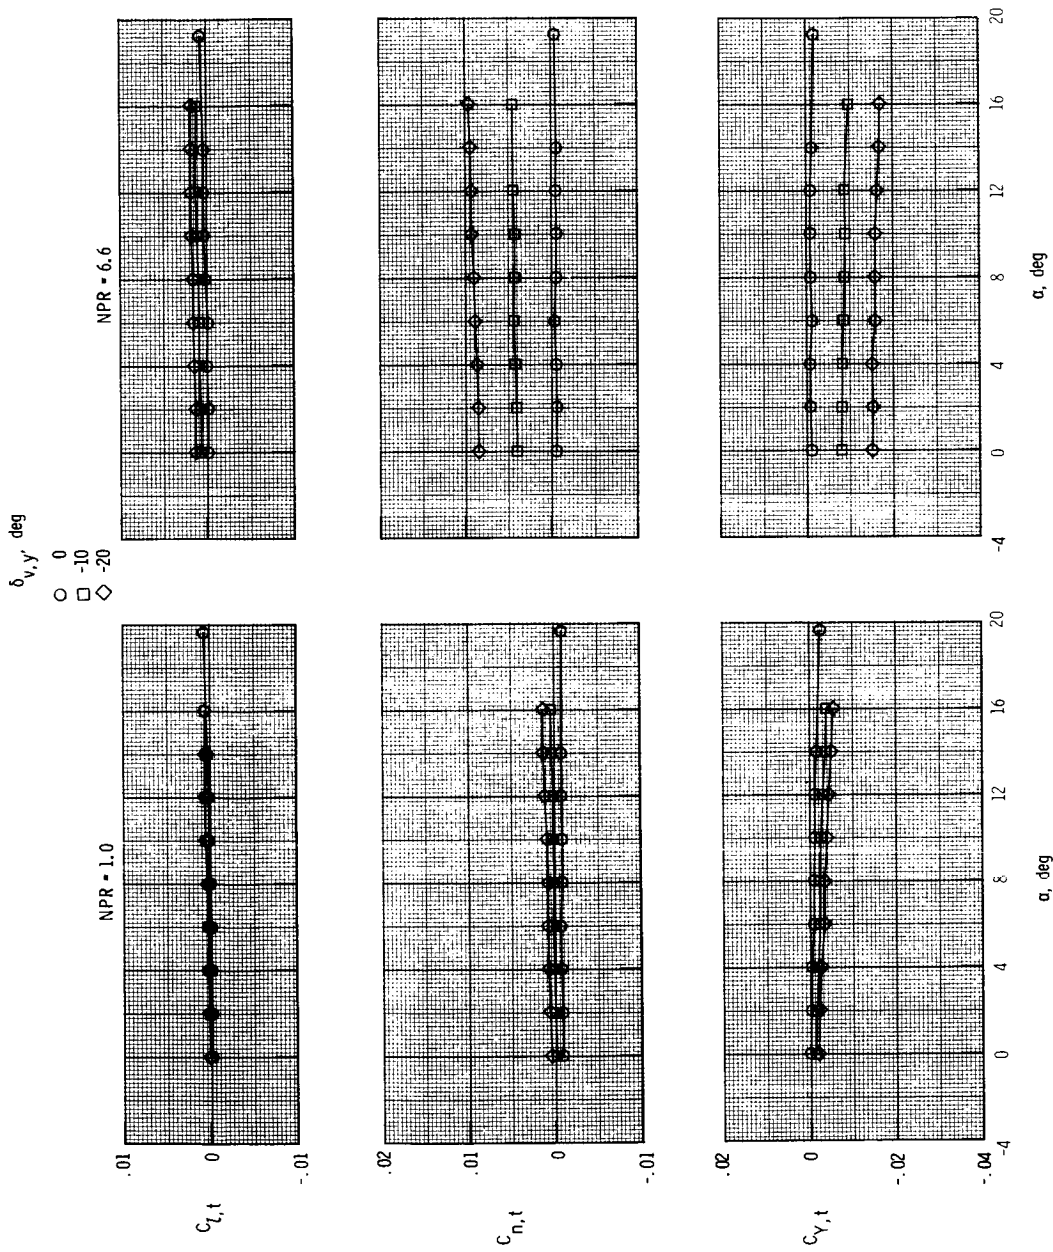 δv,y, deg
○ 0
□ -10
◇ -20
NPR = 1.0
NPR = 6.6
.01
0
-.01
Cl,t
.02
.01
0
-.01
Cn,t
.02
0
-.02
-.04
CY,t
-4 0 4 8 12 16 20
-4 0 4 8 12 16 20
α, deg
α, deg